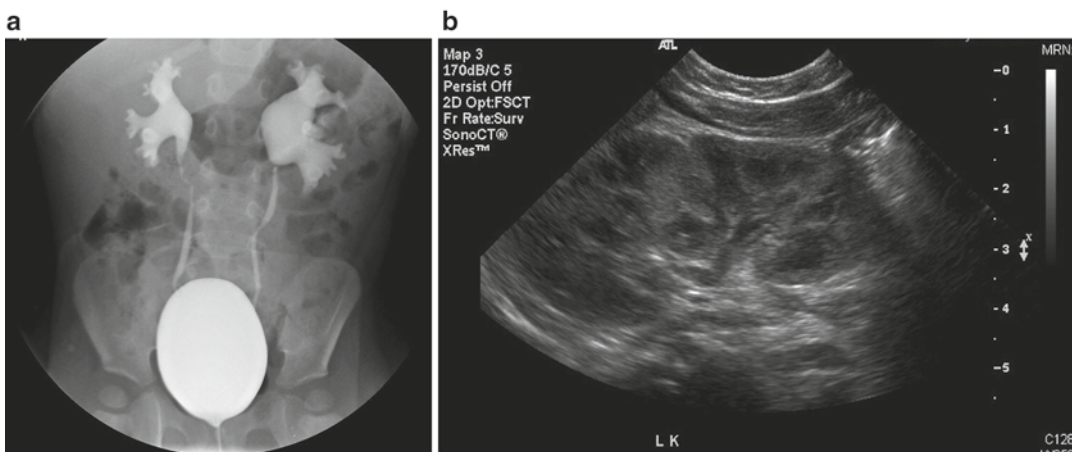 a
b
Map 3
170dB/C 5
Persist Off
2D Opt:FSCT
Fr Rate:Surv
SonoCT®
XRes™
ATL
MRN:
-0
-1
-2
x
-3
-4
-5
L K
C128